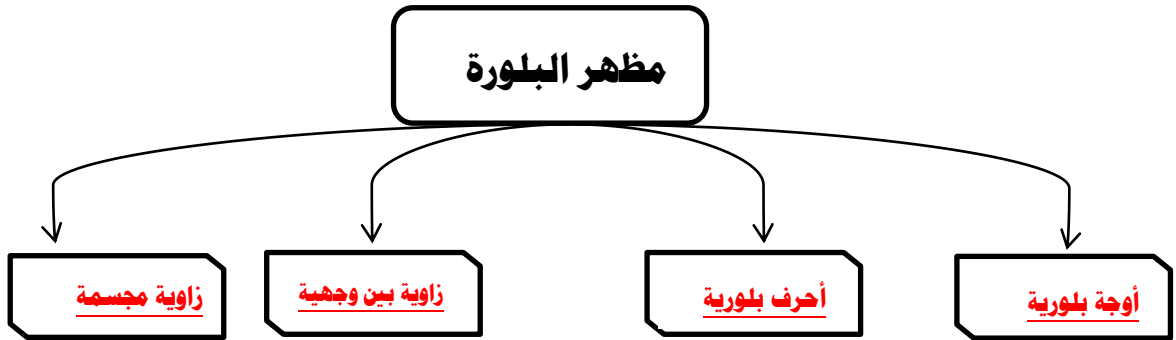 مظهر البلورة
أوجة بلورية
أحرف بلورية
زاوية بين وجهية
زاوية مجسمة